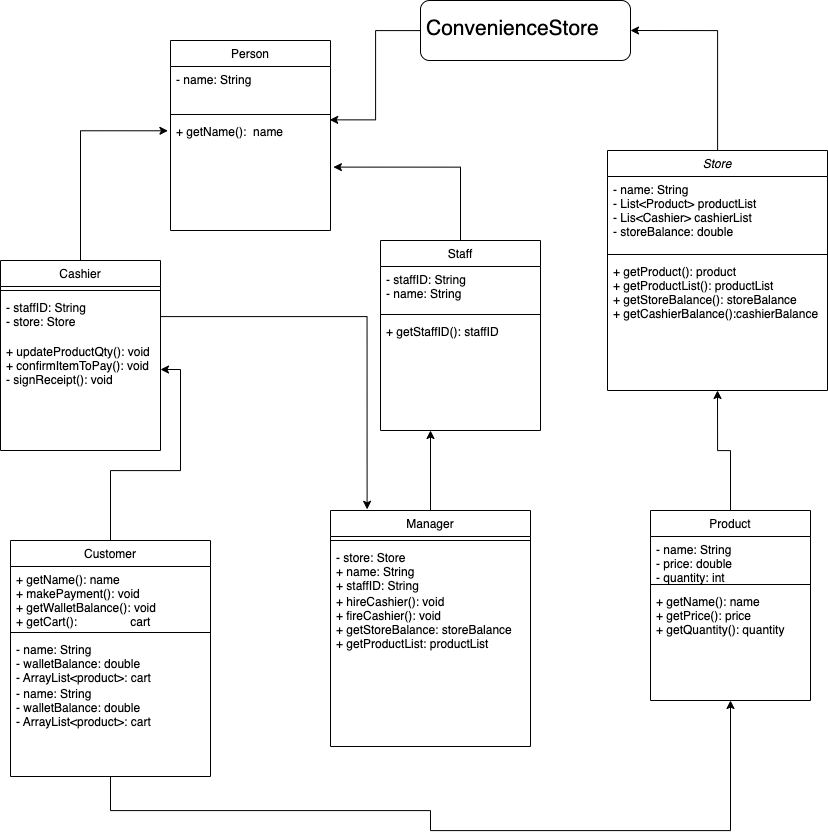 ConvenienceStore
Person
- name: String
+ getName():  name
Store
- name: String
- List<Product> productList
- Lis<Cashier> cashierList
- storeBalance: double
+ getProduct(): product
+ getProductList(): productList
+ getStoreBalance(): storeBalance
+ getCashierBalance():cashierBalance
Staff
- staffID: String
- name: String
+ getStaffID(): staffID
Cashier
- staffID: String
- store: Store
+ updateProductQty(): void
+ confirmItemToPay(): void
- signReceipt(): void
Manager
- store: Store
+ name: String
+ staffID: String
+ hireCashier(): void
+ fireCashier(): void
+ getStoreBalance: storeBalance
+ getProductList: productList
Product
- name: String
- price: double
- quantity: int
+ getName(): name
+ getPrice(): price
+ getQuantity(): quantity
Customer
+ getName(): name
+ makePayment(): void
+ getWalletBalance(): void
+ getCart():               cart
- name: String
- walletBalance: double
- ArrayList<product>: cart
- name: String
- walletBalance: double
- ArrayList<product>: cart